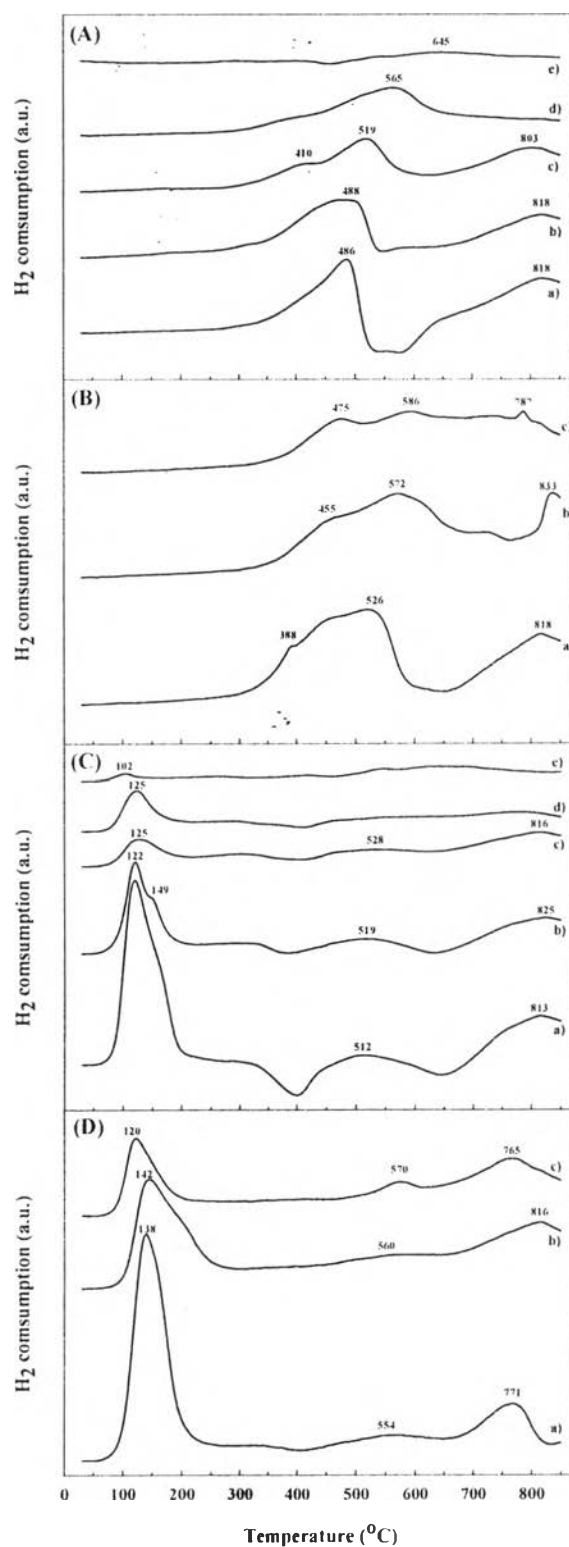 (A)
645
e)
565
d)
519
410
803
c)
488
818
b)
486
818
a)
H2 comsumption (a.u.)
(B)
475
586
787
c
572
833
455
b
526
388
818
a
H2 comsumption (a.u.)
(C)
102
e)
125
d)
125
528
816
c)
122
149
519
825
b)
512
813
a)
H2 comsumption (a.u.)
(D)
120
570
765
c)
142
560
816
b)
138
554
771
a)
H2 comsumption (a.u.)
0 100 200 300 400 500 600 700 800
Temperature (°C)